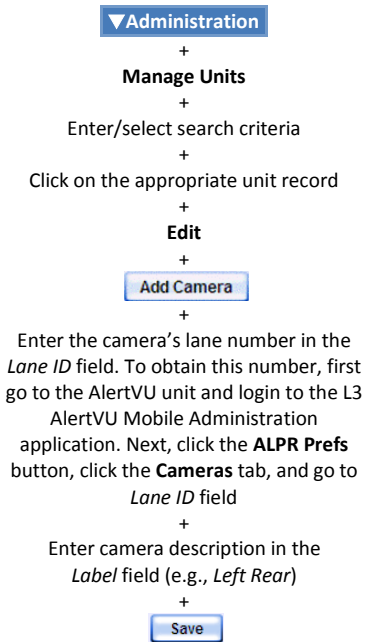 ▼Administration
+
Manage Units
+
Enter/select search criteria
+
Click on the appropriate unit record
+
Edit
+
Add Camera
+
Enter the camera’s lane number in the
Lane ID field. To obtain this number, first
go to the AlertVU unit and login to the L3
AlertVU Mobile Administration
application. Next, click the ALPR Prefs
button, click the Cameras tab, and go to
Lane ID field
+
Enter camera description in the
Label field (e.g., Left Rear)
+
Save